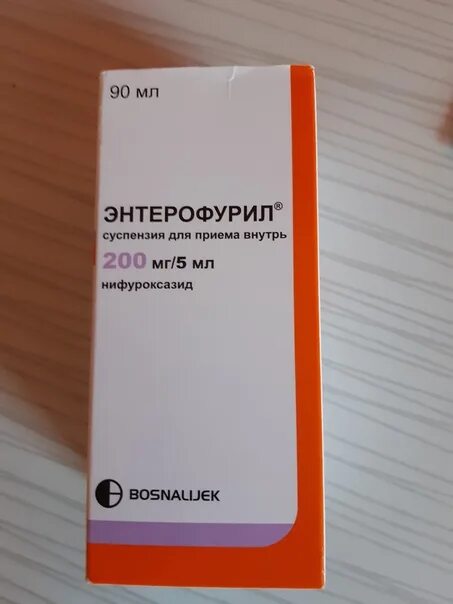 90 мл
ЭНТЕРОФУРИЛ®
суспензия для приема внутрь
200 мг/5 мл
нифуроксазид
BOSNALIJEK